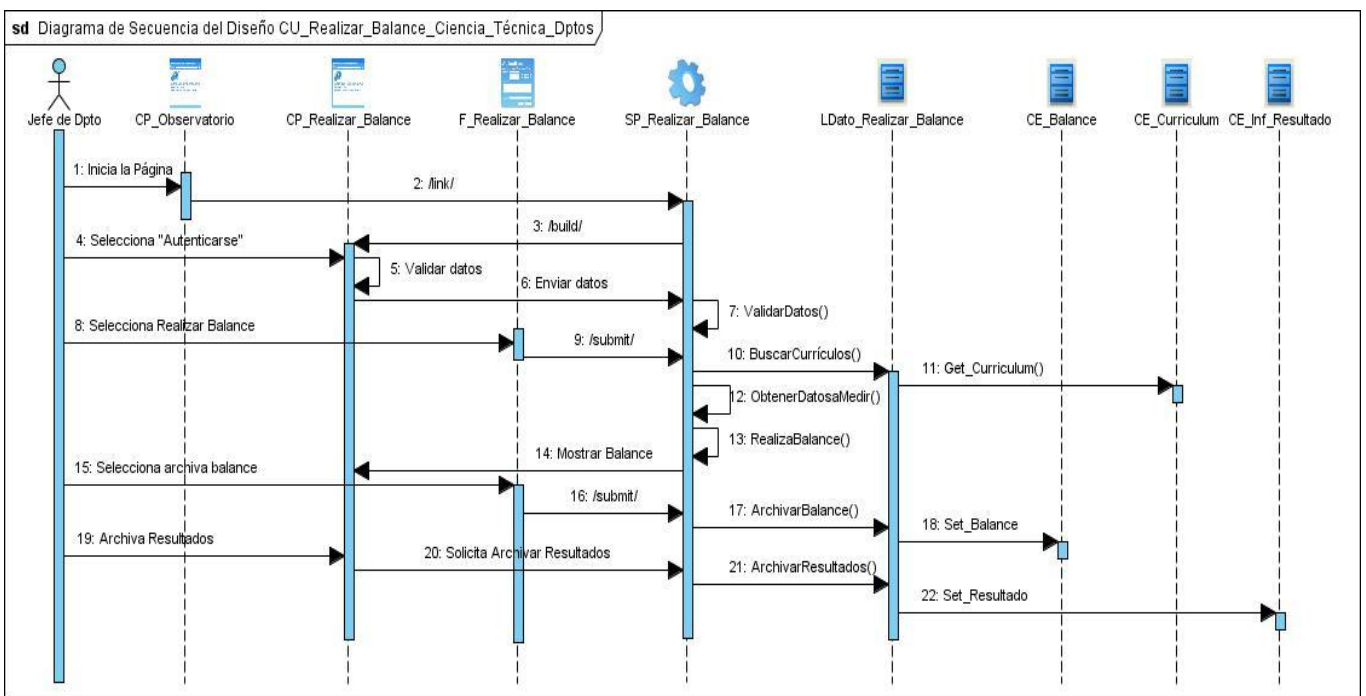 sd Diagrama de Secuencia del Diseño CU_Realizar_Balance_Ciencia_Técnica_Dptos
Jefe de Dpto CP_Observatorio CP_Realizar_Balance F_Realizar_Balance SP_Realizar_Balance LDato_Realizar_Balance CE_Balance CE_Curriculum CE_Inf_Resultado
1: Inicia la Página
2: /link/
3: /build/
4: Selecciona "Autenticarse"
5: Validar datos
6: Enviar datos
7: ValidarDatos()
8: Selecciona Realizar Balance
9: /submit/
10: BuscarCurrículos()
11: Get_Curriculum()
12: ObtenerDatosaMedir()
13: RealizaBalance()
14: Mostrar Balance
15: Selecciona archiva balance
16: /submit/
17: ArchivarBalance()
18: Set_Balance
19: Archiva Resultados
20: Solicita Archivar Resultados
21: ArchivarResultados()
22: Set_Resultado